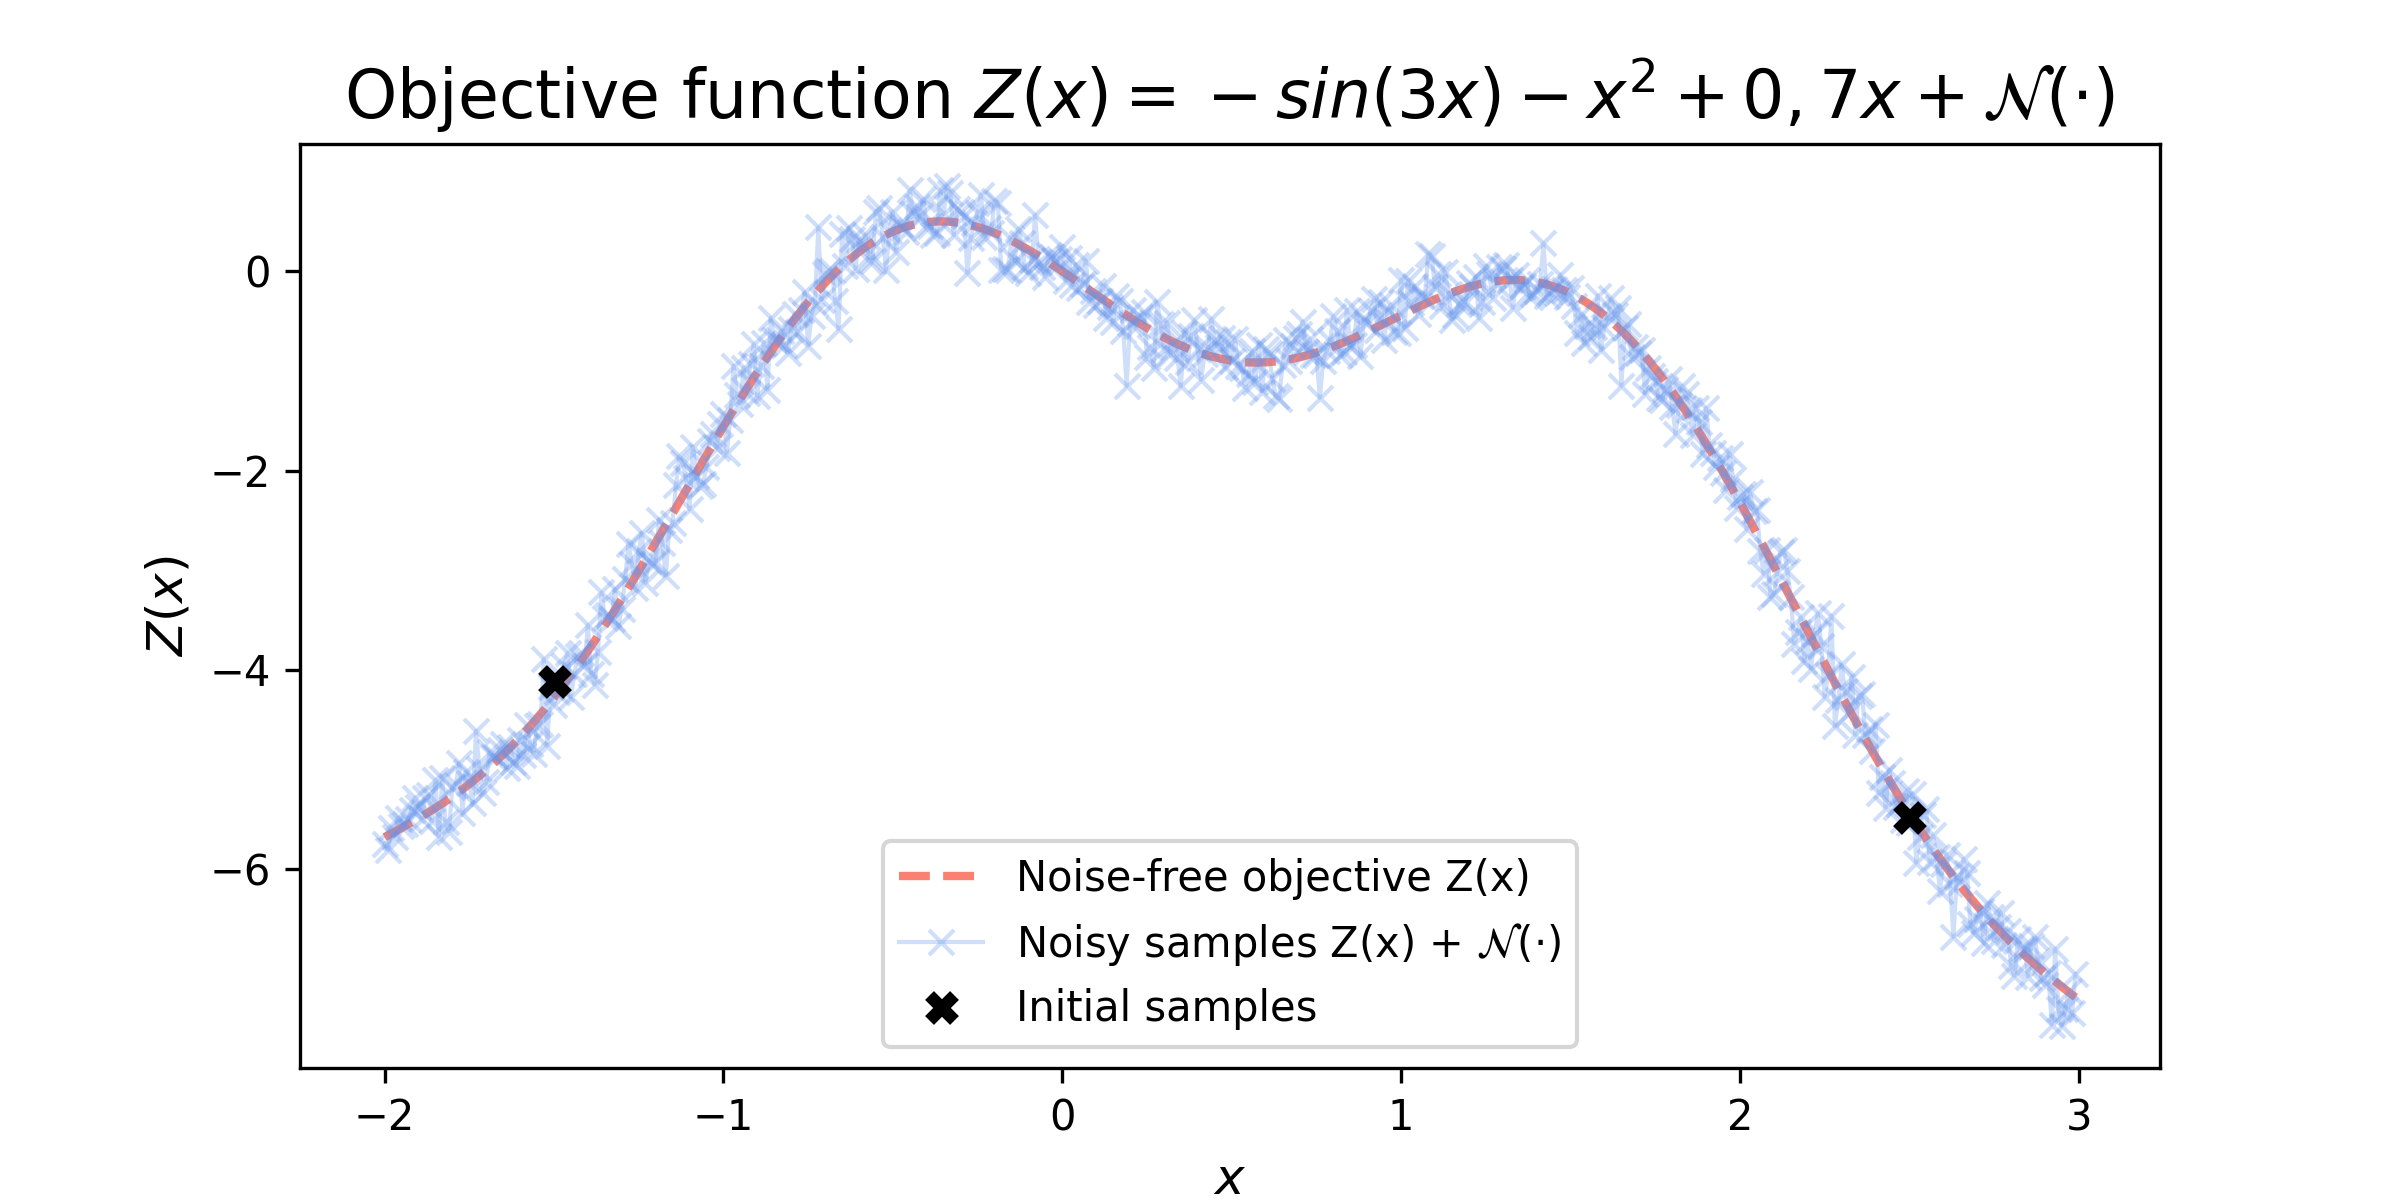 Objective function Z(x) = −sin(3x) − x² + 0, 7x + 𝒩(·)
Z(x)
0
−2
−4
−6
Noise-free objective Z(x)
Noisy samples Z(x) + 𝒩(·)
Initial samples
−2 −1 0 1 2 3
x